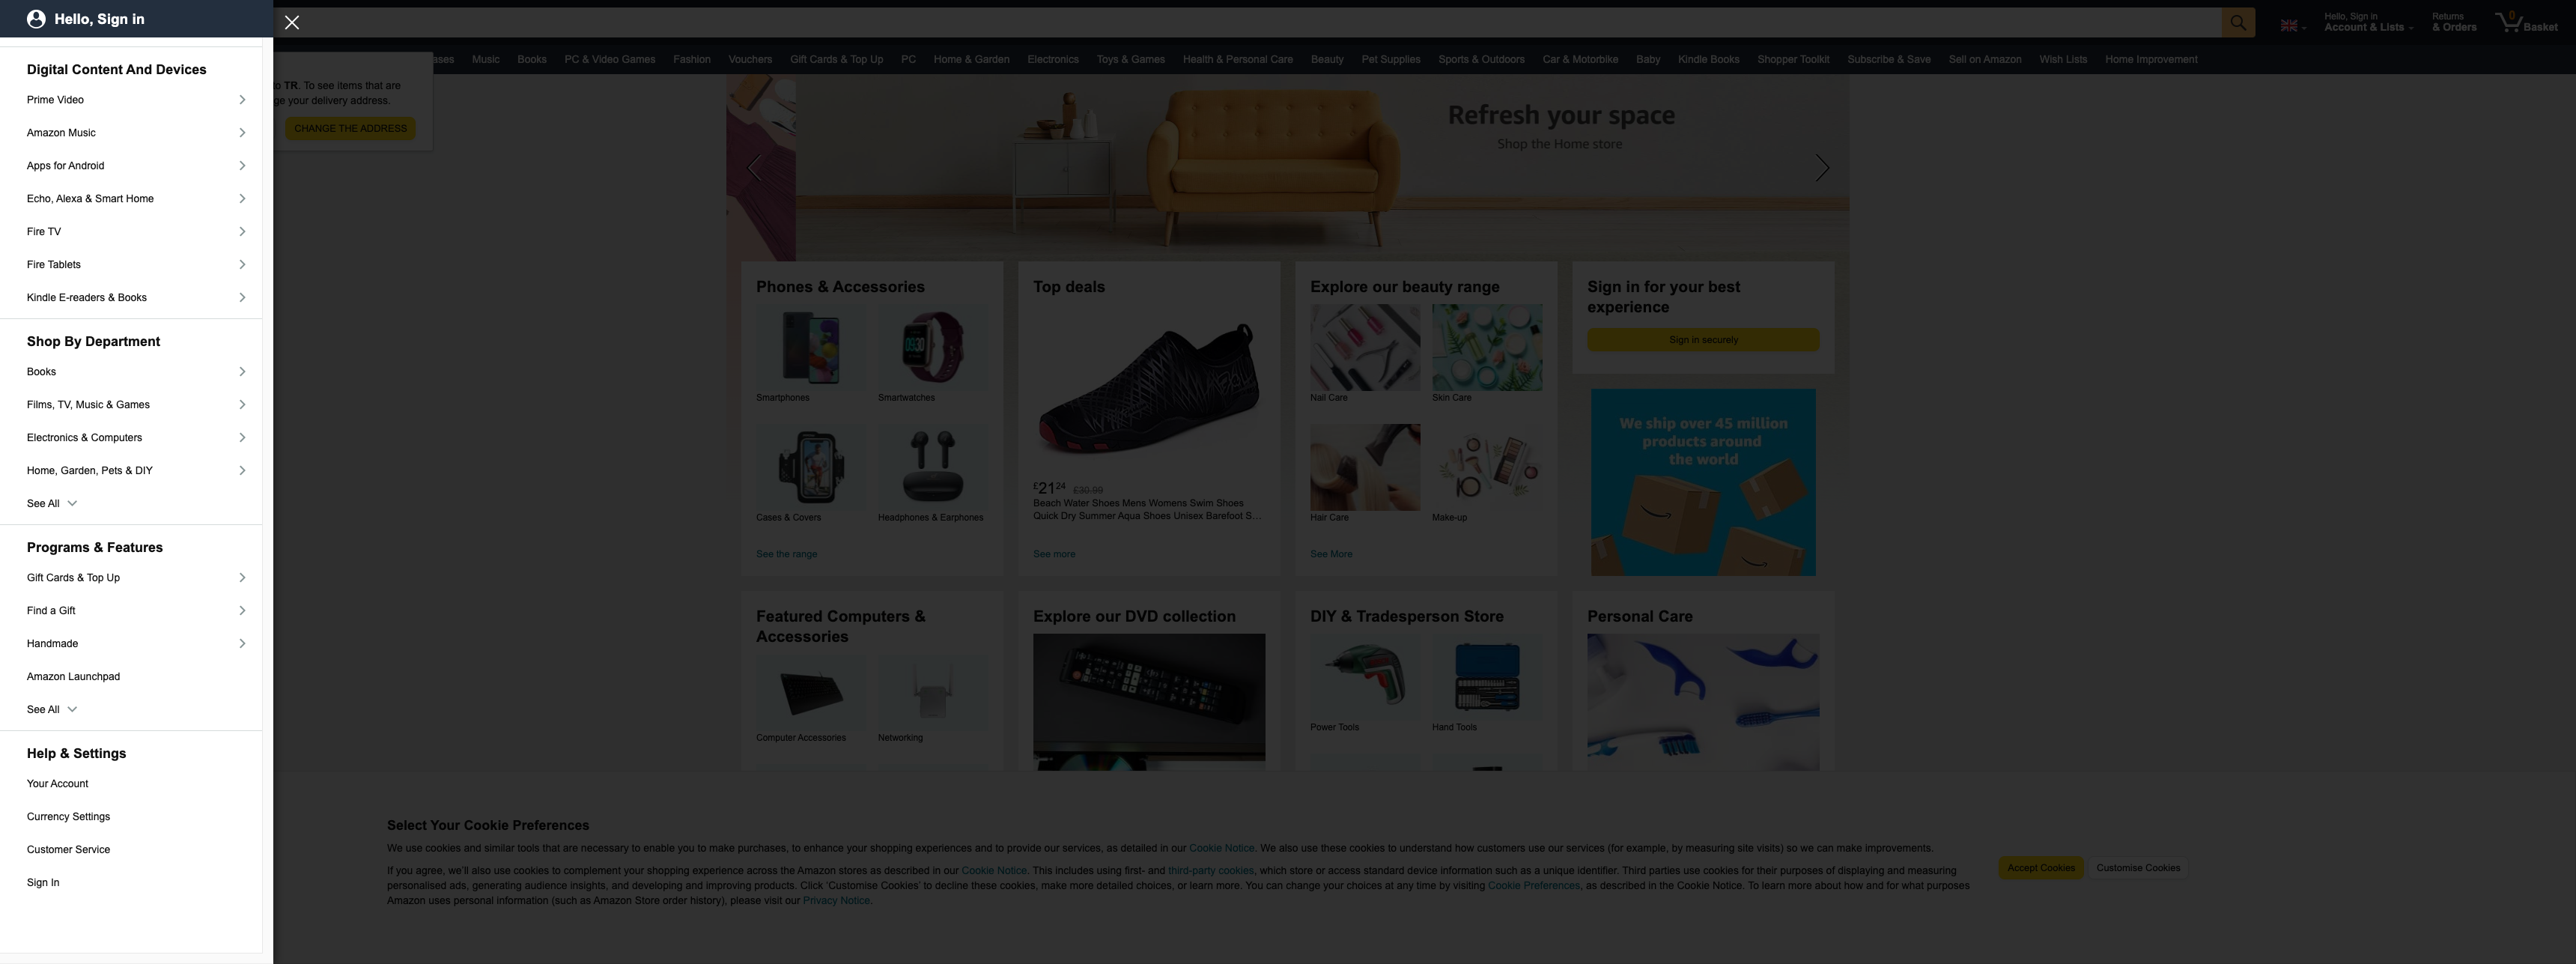 Hello, Sign in
Digital Content And Devices
Prime Video
Amazon Music
Apps for Android
Echo, Alexa & Smart Home
Fire TV
Fire Tablets
Kindle E-readers & Books
Shop By Department
Books
Films, TV, Music & Games
Electronics & Computers
Home, Garden, Pets & DIY
See All
Programs & Features
Gift Cards & Top Up
Find a Gift
Handmade
Amazon Launchpad
See All
Help & Settings
Your Account
Currency Settings
Customer Service
Sign In
Hello, Sign in
Account & Lists
Returns
& Orders
0
Basket
Music Books PC & Video Games Fashion Vouchers Gift Cards & Top Up PC Home & Garden Electronics Toys & Games Health & Personal Care Beauty Pet Supplies Sports & Outdoors Car & Motorbike Baby Kindle Books Shopper Toolkit Subscribe & Save Sell on Amazon Wish Lists Home Improvement
TR. To see items that are
your delivery address.
CHANGE THE ADDRESS
Refresh your space
Shop the Home store
Phones & Accessories
Smartphones
Smartwatches
Cases & Covers
Headphones & Earphones
See the range
Top deals
£21.24 £30.99
Beach Water Shoes Mens Womens Swim Shoes
Quick Dry Summer Aqua Shoes Unisex Barefoot S…
See more
Explore our beauty range
Nail Care
Skin Care
Hair Care
Make-up
See More
Sign in for your best
experience
Sign in securely
We ship over 45 million
products around
the world
Featured Computers &
Accessories
Computer Accessories
Networking
Explore our DVD collection
DIY & Tradesperson Store
Power Tools
Hand Tools
Personal Care
Select Your Cookie Preferences
We use cookies and similar tools that are necessary to enable you to make purchases, to enhance your shopping experiences and to provide our services, as detailed in our Cookie Notice. We also use these cookies to understand how customers use our services (for example, by measuring site visits) so we can make improvements.
If you agree, we'll also use cookies to complement your shopping experience across the Amazon stores as described in our Cookie Notice. This includes using first- and third-party cookies, which store or access standard device information such as a unique identifier. Third parties use cookies for their purposes of displaying and measuring
personalised ads, generating audience insights, and developing and improving products. Click 'Customise Cookies' to decline these cookies, make more detailed choices, or learn more. You can change your choices at any time by visiting Cookie Preferences, as described in the Cookie Notice. To learn more about how and for what purposes
Amazon uses personal information (such as Amazon Store order history), please visit our Privacy Notice.
Accept Cookies
Customise Cookies